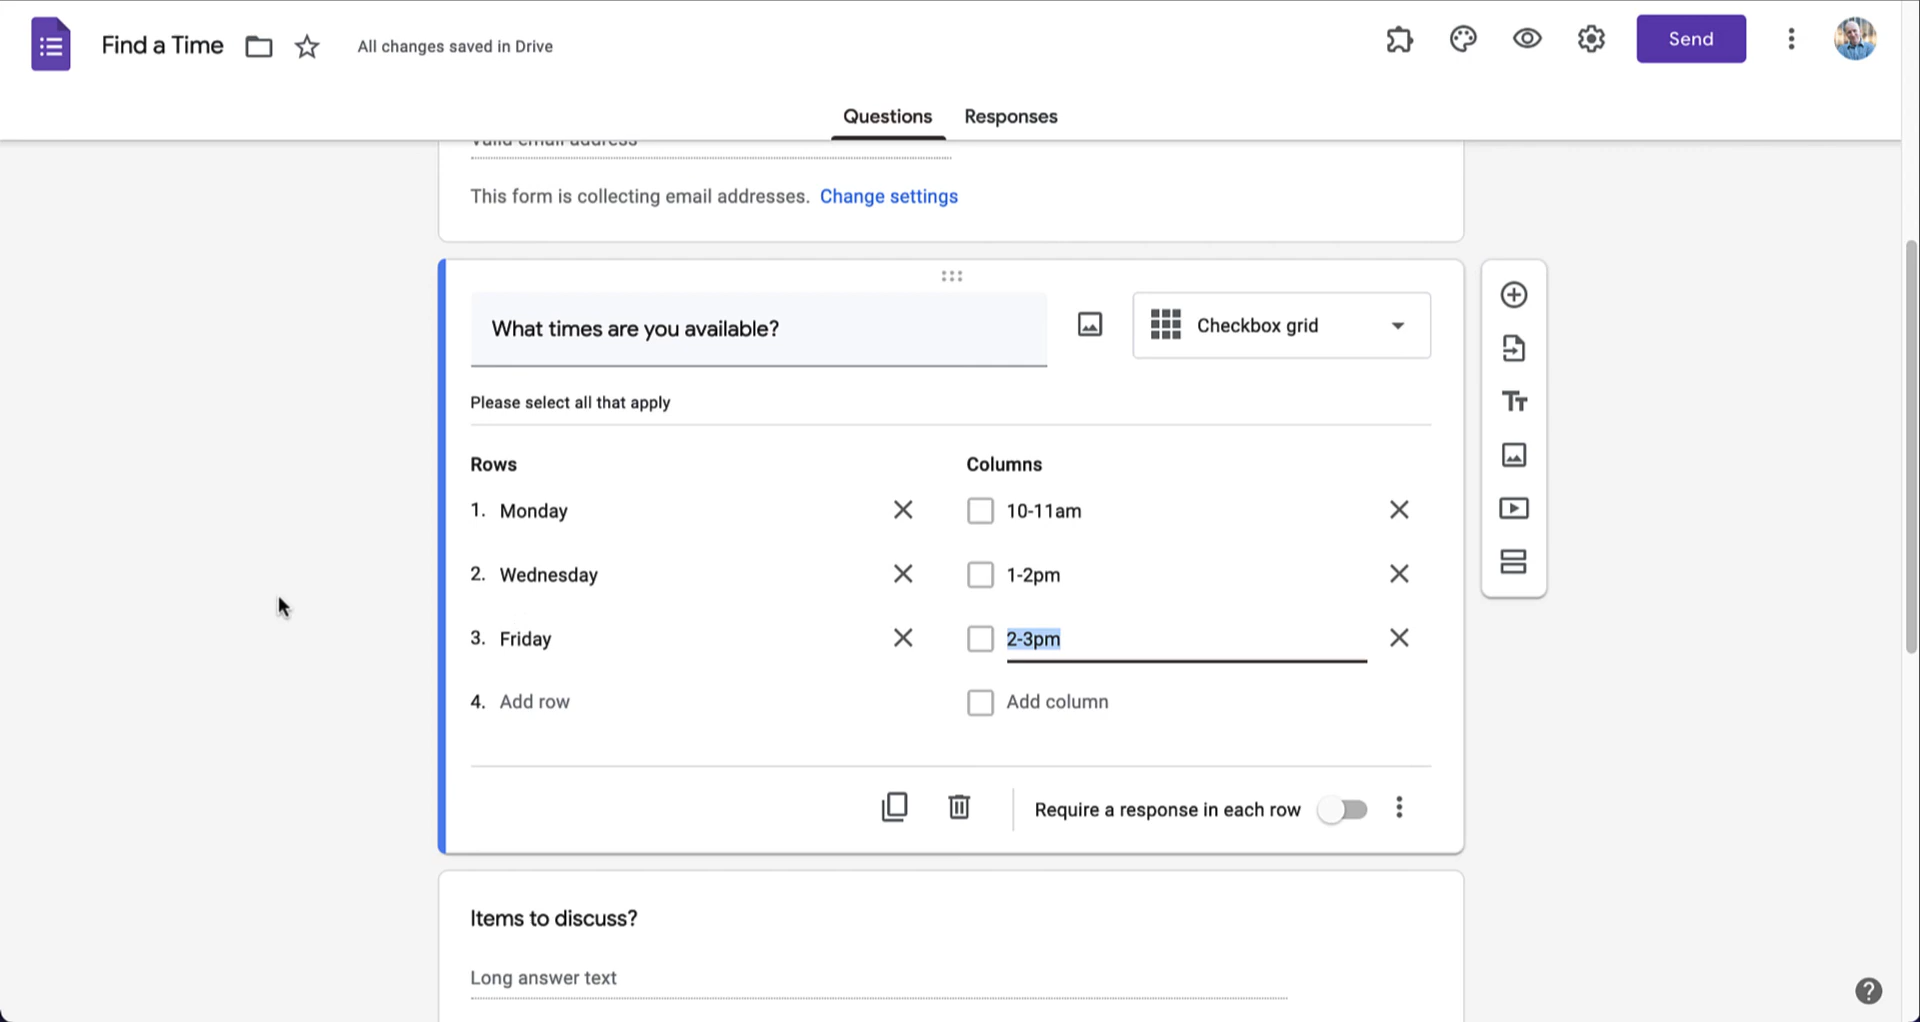 Find a Time
All changes saved in Drive
Send
Questions
Responses
Valid email address
This form is collecting email addresses. Change settings
What times are you available?
Checkbox grid
Please select all that apply
Rows
Columns
1. Monday
10-11am
2. Wednesday
1-2pm
3. Friday
2-3pm
4. Add row
Add column
Require a response in each row
Items to discuss?
Long answer text